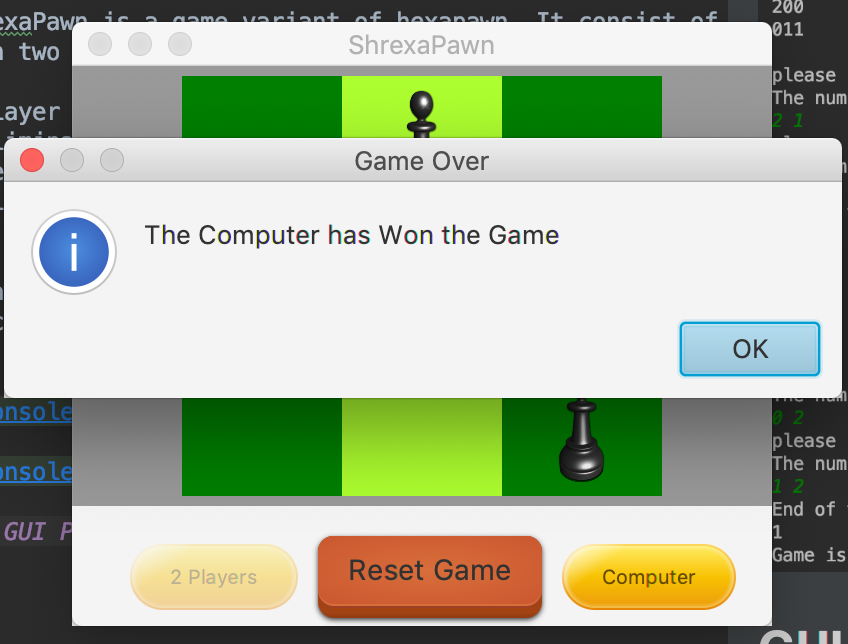 exaPawn is a game variant of hexapawn. It consist of
two
ShrexaPawn
200
011
please
The num
2 1
layer
Game Over
The Computer has Won the Game
OK
onsole
0 2
please
The num
onsole
1 2
End of
GUI P
1
Game is
2 Players
Reset Game
Computer